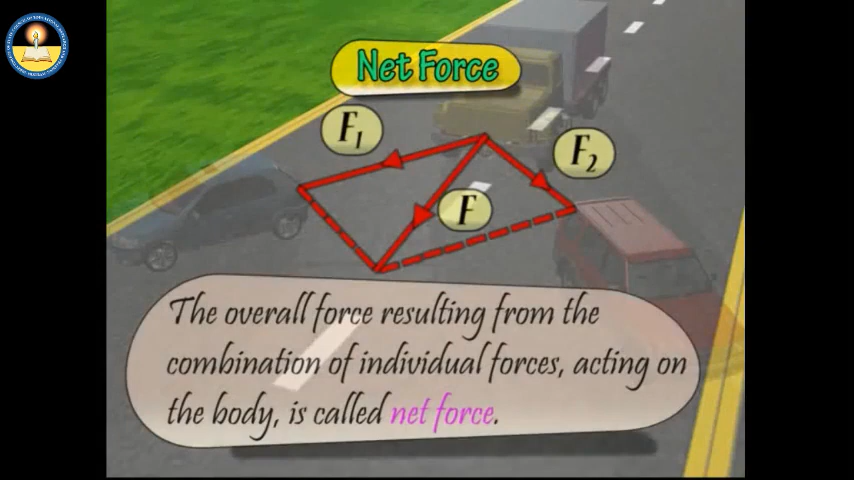 Net Force
F1
F2
F
The overall force resulting from the
combination of individual forces, acting on
the body, is called net force.